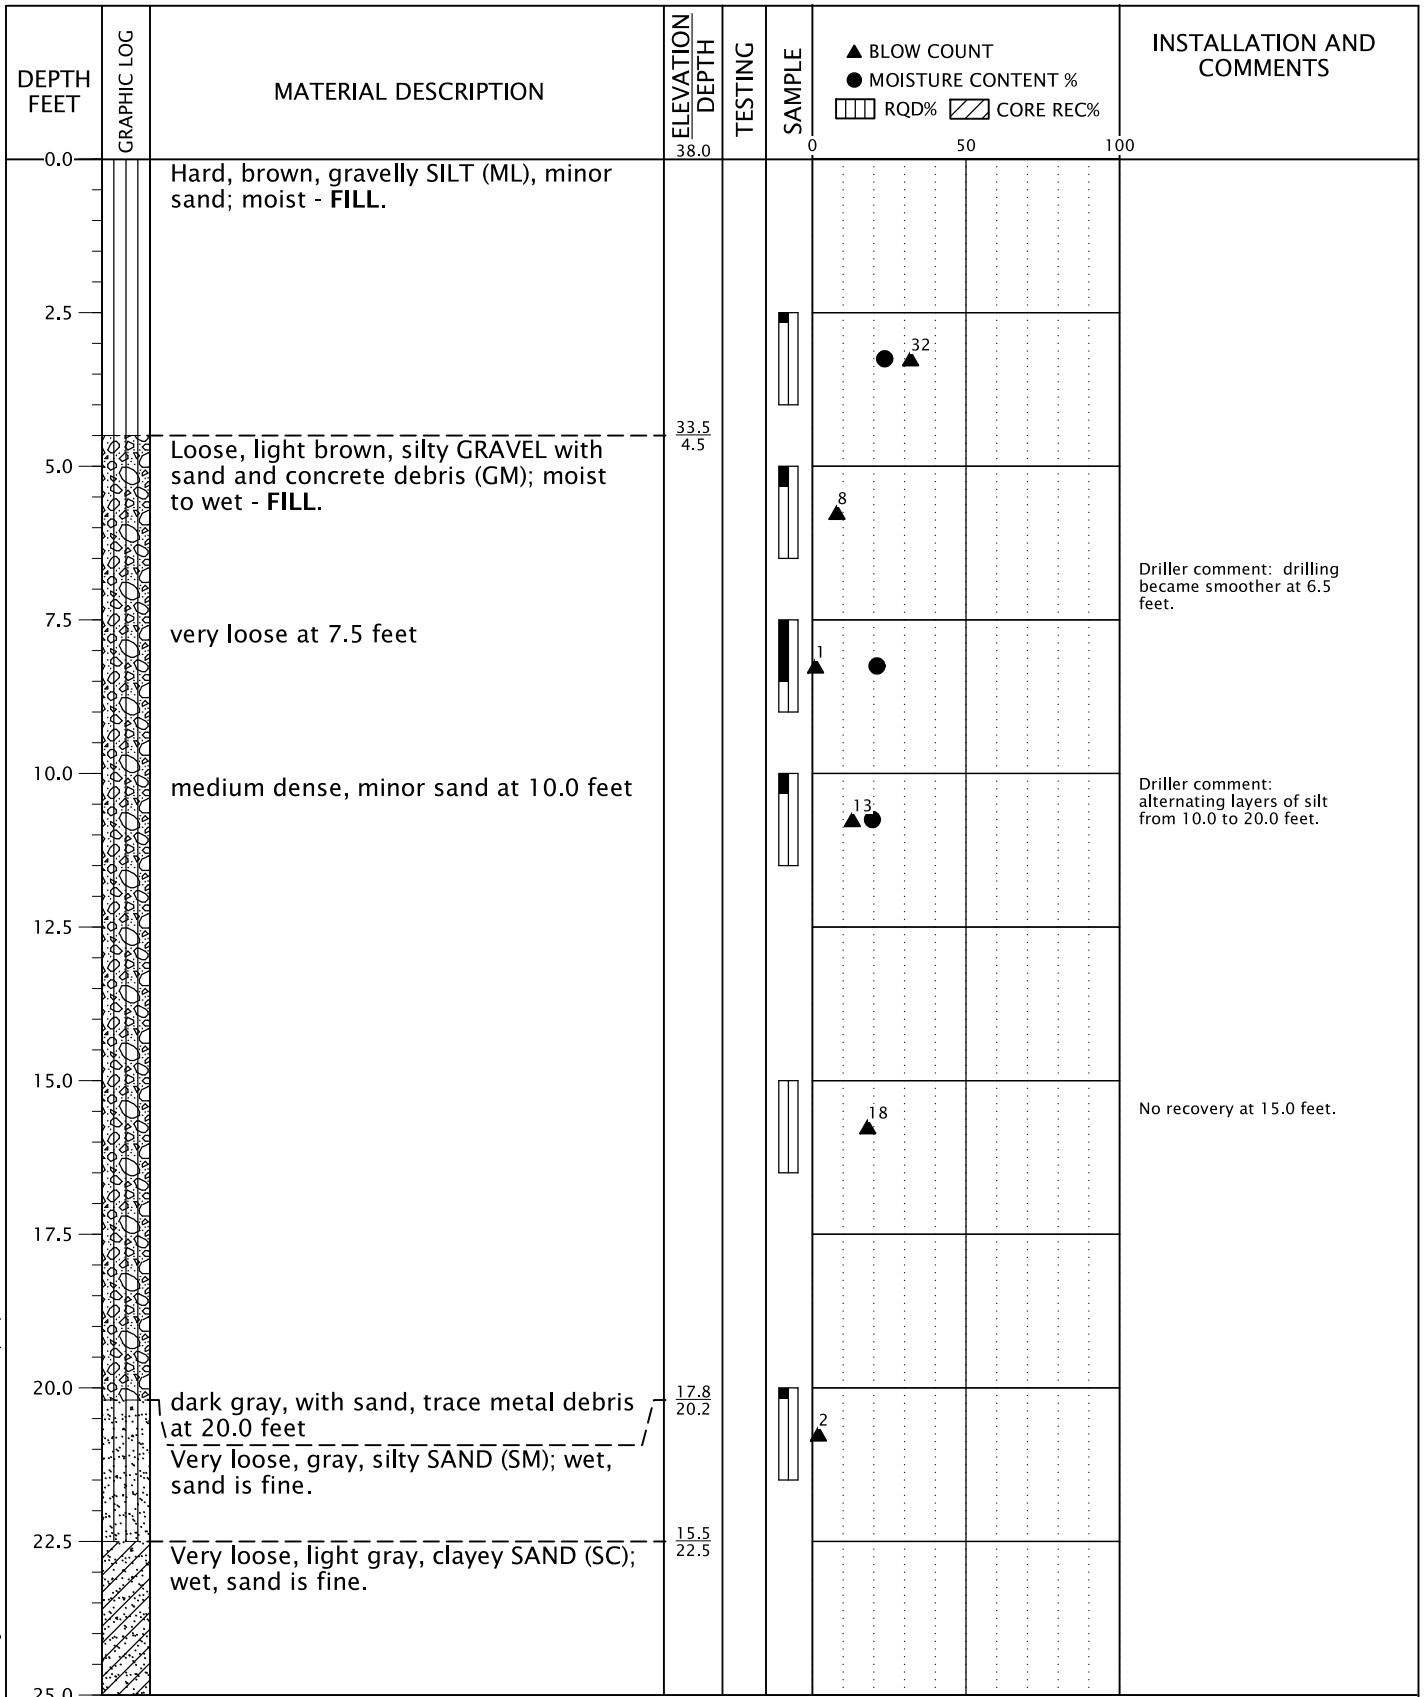 DEPTH
FEET
GRAPHIC LOG
MATERIAL DESCRIPTION
ELEVATION
DEPTH
TESTING
SAMPLE
▲ BLOW COUNT
● MOISTURE CONTENT %
RQD% CORE REC%
INSTALLATION AND
COMMENTS
0 50 100
0.0
38.0
Hard, brown, gravelly SILT (ML), minor
sand; moist - FILL.
2.5
32
33.5
4.5
Loose, light brown, silty GRAVEL with
sand and concrete debris (GM); moist
to wet - FILL.
5.0
8
Driller comment: drilling
became smoother at 6.5
feet.
7.5
very loose at 7.5 feet
1
10.0
medium dense, minor sand at 10.0 feet
13
Driller comment:
alternating layers of silt
from 10.0 to 20.0 feet.
12.5
15.0
18
No recovery at 15.0 feet.
17.5
20.0
dark gray, with sand, trace metal debris
at 20.0 feet
17.8
20.2
2
Very loose, gray, silty SAND (SM); wet,
sand is fine.
22.5
15.5
22.5
Very loose, light gray, clayey SAND (SC);
wet, sand is fine.
25.0